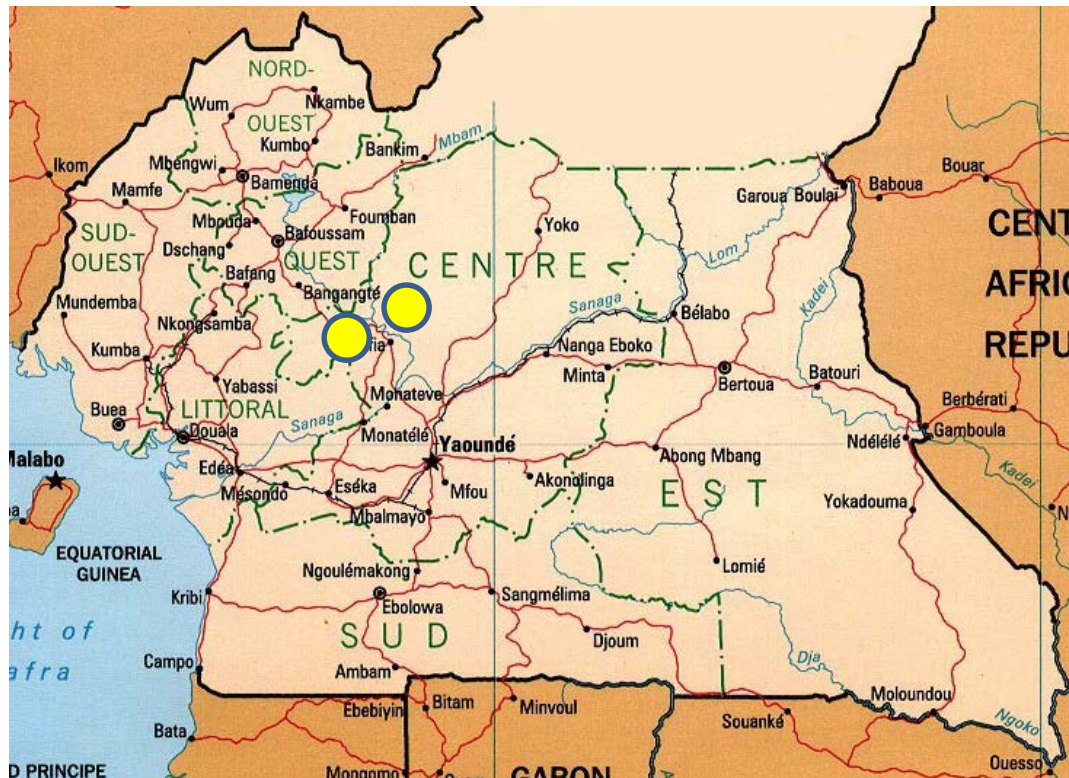 NORD-
OUEST
Wum
Nkambe
Kumbo
Mbengwi
Bamenda
Bankim
Mbam
Ikom
Mamfe
SUD-
OUEST
Mbouda
Dschang
Bafoussam
OUEST
Foumban
Bafang
Bangangté
Mundemba
Nkongsamba
Kumba
Yabassi
Buea
LITTORAL
Douala
CENTRE
Yoko
Sanaga
Lom
Garoua Boulaï
Baboua
Bouar
CENT
AFRIC
REPU
Kadei
Bélabo
Nanga Eboko
Minta
Bertoua
Batouri
Berbérati
Gamboula
Ndélélé
Kadei
fia
Mohateve
Sanaga
Monatélé
Yaoundé
Abong Mbang
Malabo
Edéa
Mésondo
Eséka
Mfou
Akonolinga
EST
Mbalmayo
Yokadouma
EQUATORIAL
GUINEA
Ngoulémakong
Lomié
Kribi
Ebolowa
Sangmélima
SUD
Djoum
ht of
afra
Campo
Ambam
Dja
Moloundou
Ngoko
Ebebiyin
Bitam
Minvoul
Souanké
Bata
Ouesso
D PRINCIPE
Mongomo
GABON